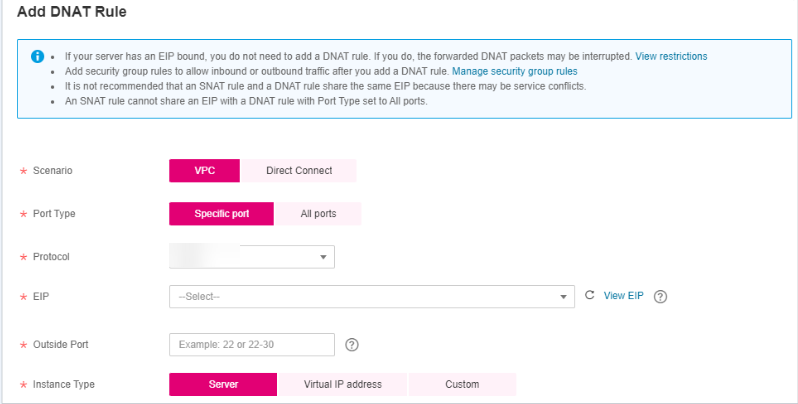 Add DNAT Rule
If your server has an EIP bound, you do not need to add a DNAT rule. If you do, the forwarded DNAT packets may be interrupted. View restrictions
Add security group rules to allow inbound or outbound traffic after you add a DNAT rule. Manage security group rules
It is not recommended that an SNAT rule and a DNAT rule share the same EIP because there may be service conflicts.
An SNAT rule cannot share an EIP with a DNAT rule with Port Type set to All ports.
* Scenario VPC Direct Connect
* Port Type Specific port All ports
* Protocol
* EIP --Select-- View EIP ?
* Outside Port Example: 22 or 22-30 ?
* Instance Type Server Virtual IP address Custom